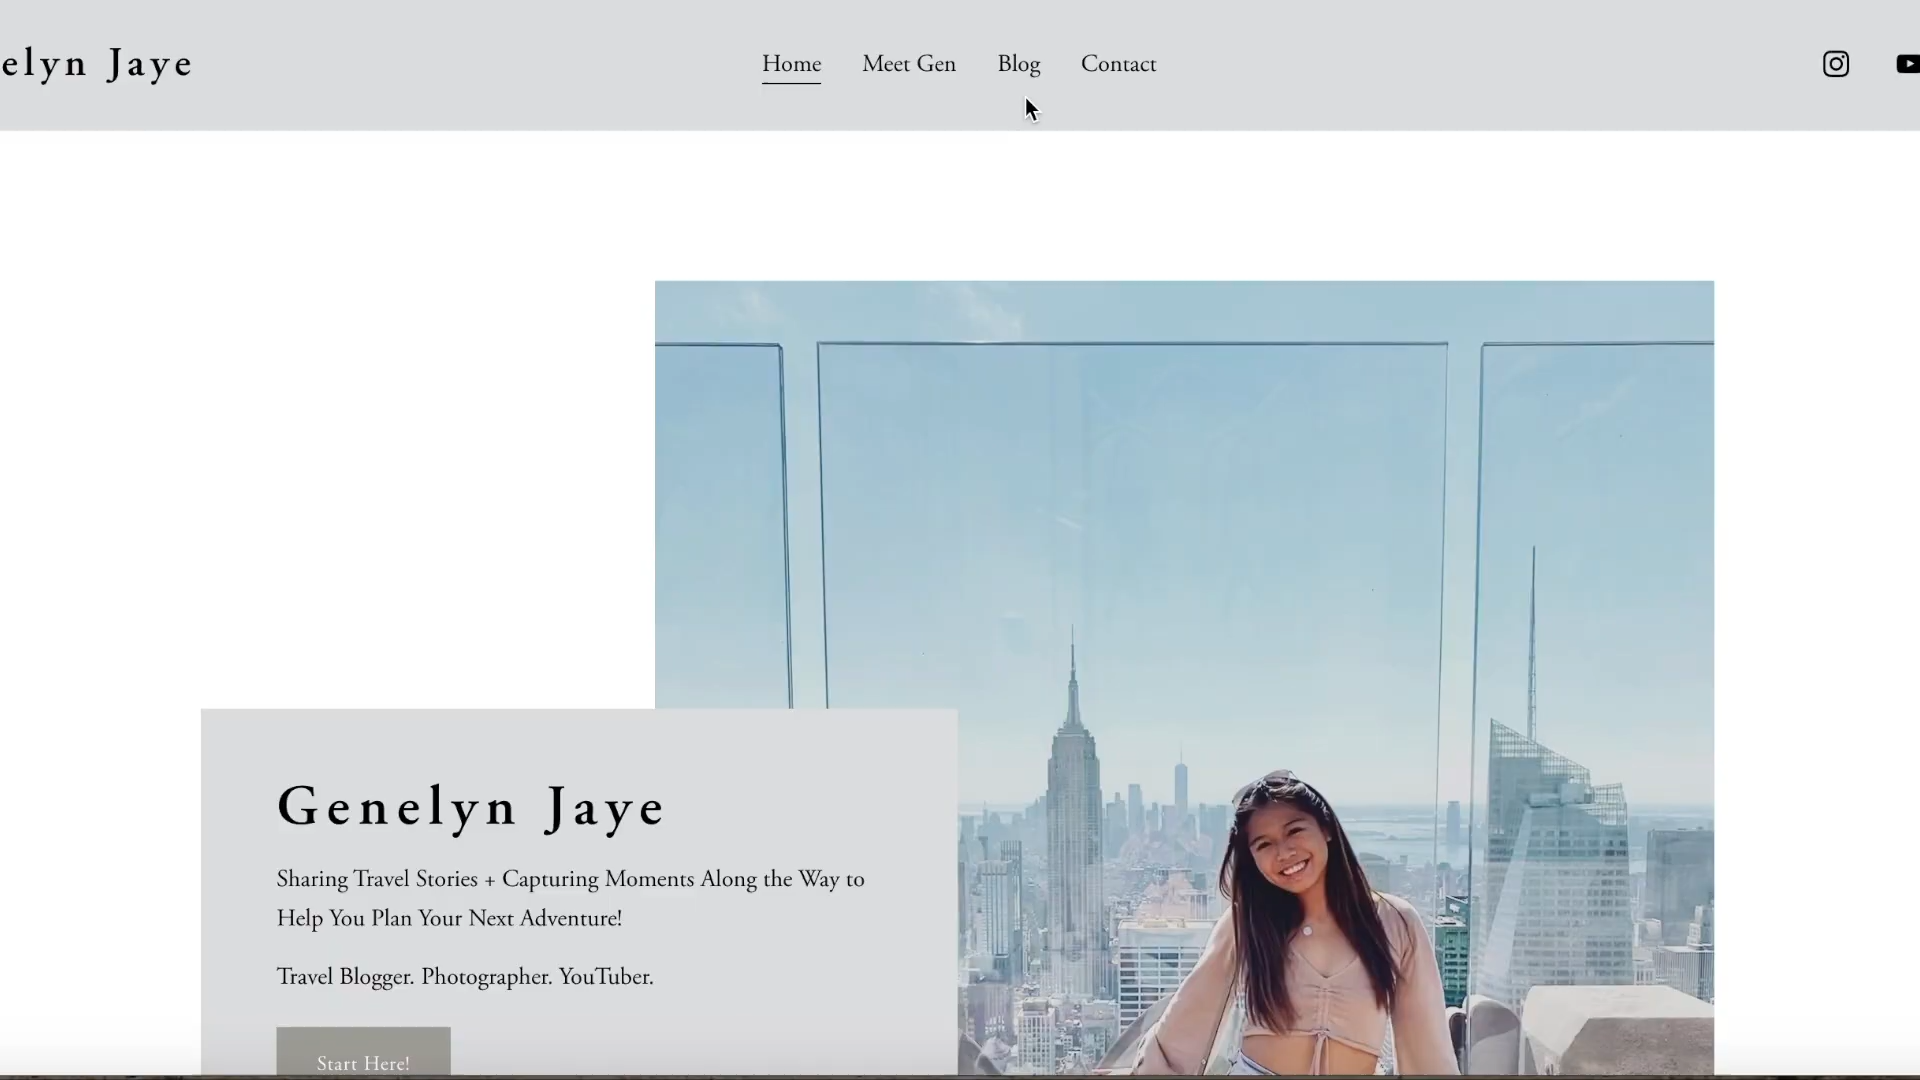 elyn Jaye
Home Meet Gen Blog Contact
Genelyn Jaye
Sharing Travel Stories + Capturing Moments Along the Way to
Help You Plan Your Next Adventure!
Travel Blogger. Photographer. YouTuber.
Start Here!